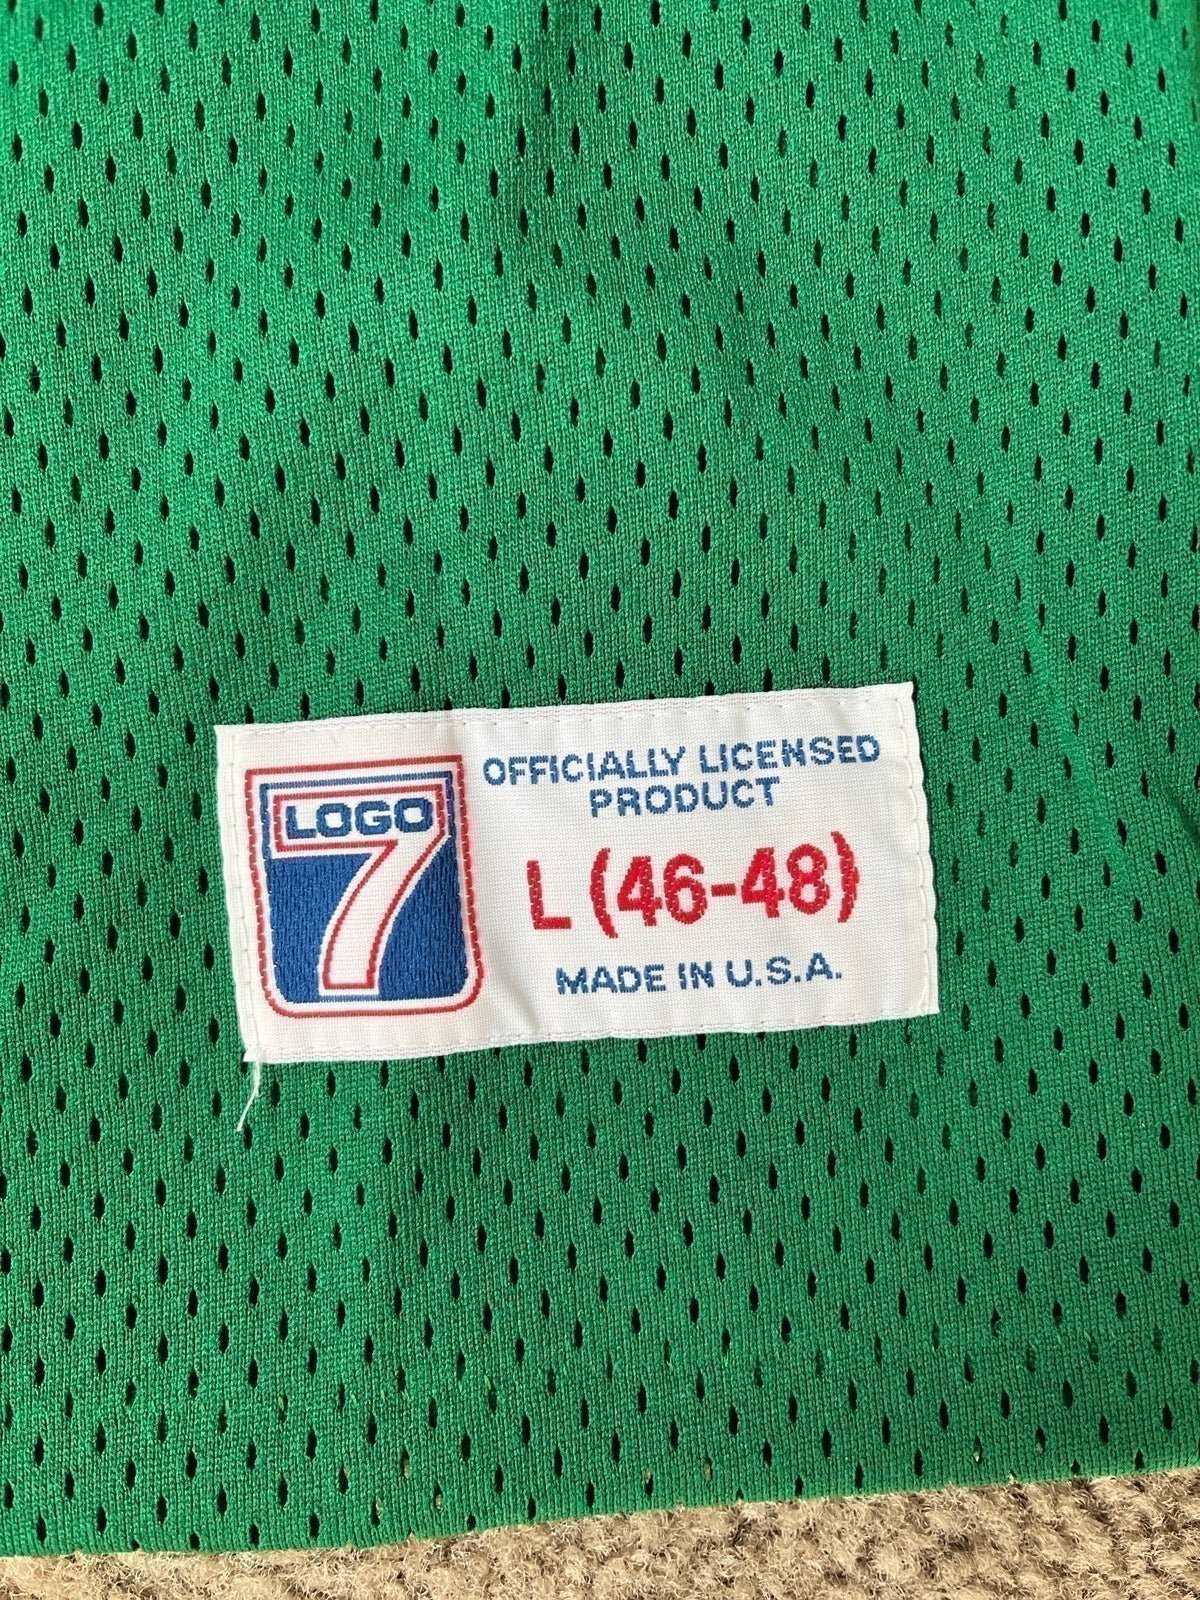 LOGO
7
OFFICIALLY LICENSED
PRODUCT
L (46-48)
MADE IN U.S.A.